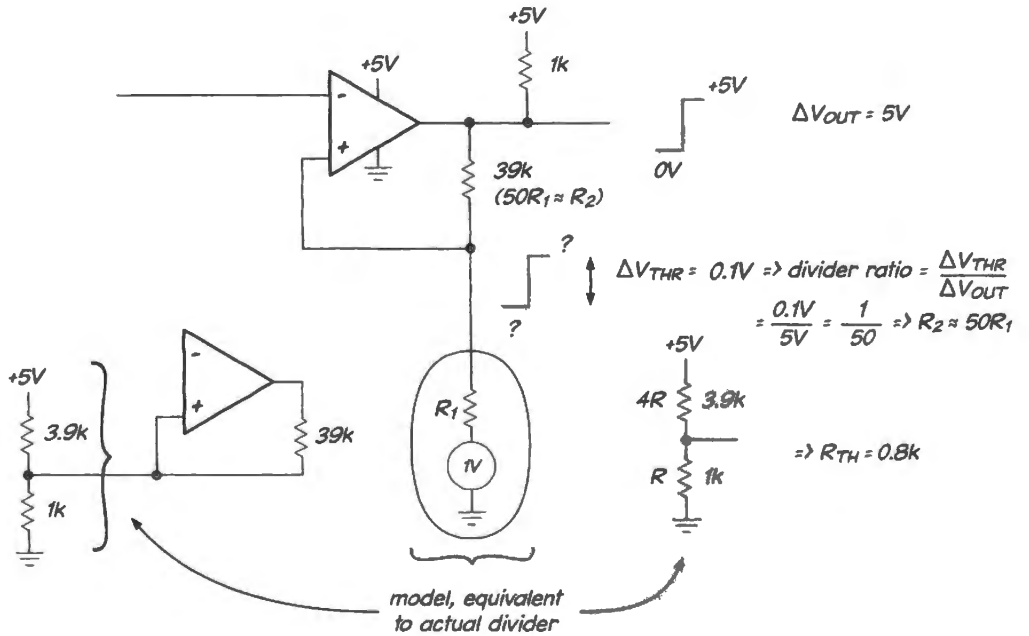 +5V
1k
+5V
-
+
39k
(50R₁ ≈ R₂)
+5V
0V
ΔVOUT = 5V
?
?
ΔVTHR = 0.1V => divider ratio = ΔVTHR / ΔVOUT
= 0.1V / 5V = 1 / 50 => R₂ ≈ 50R₁
+5V
3.9k
1k
-
+
39k
R₁
1V
+5V
4R 3.9k
R 1k
=> RTH = 0.8k
model, equivalent
to actual divider